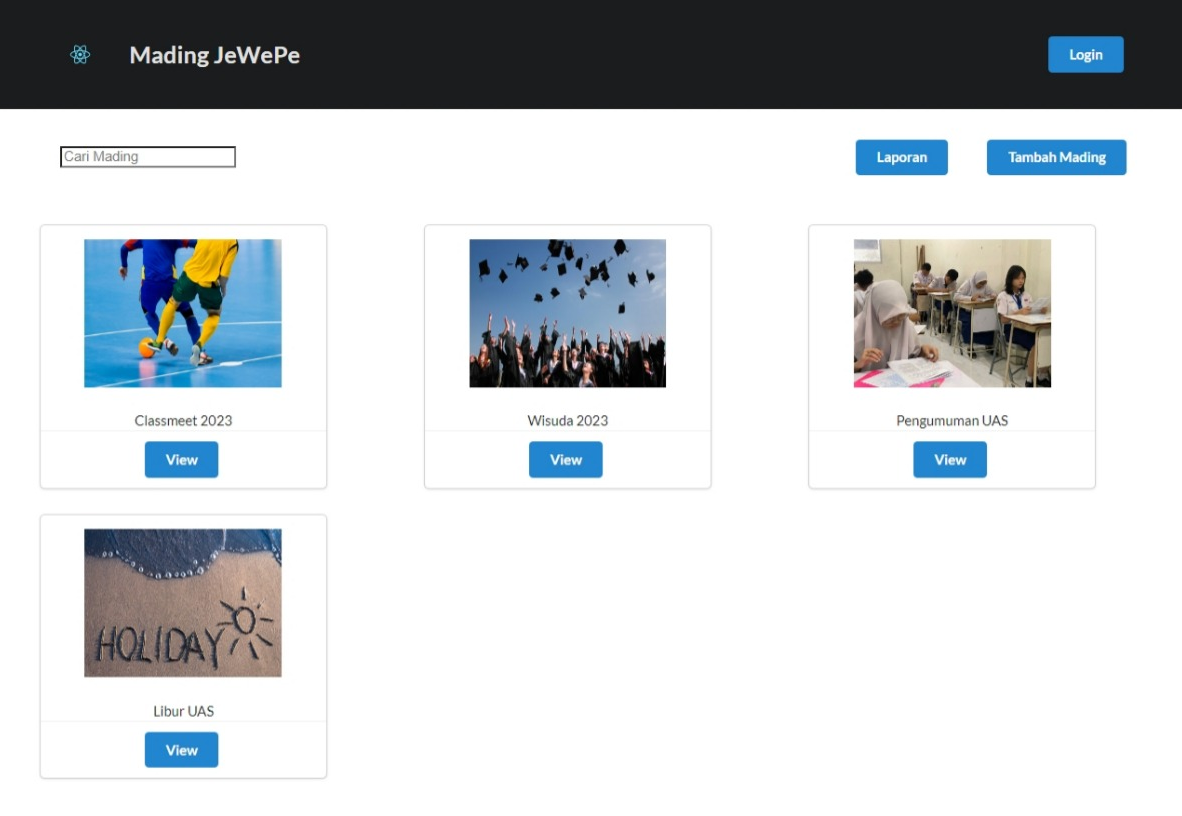 Mading JeWePe
Login
Cari Mading
Laporan
Tambah Mading
Classmeet 2023
Wisuda 2023
Pengumuman UAS
View
View
View
HOLIDAY
Libur UAS
View